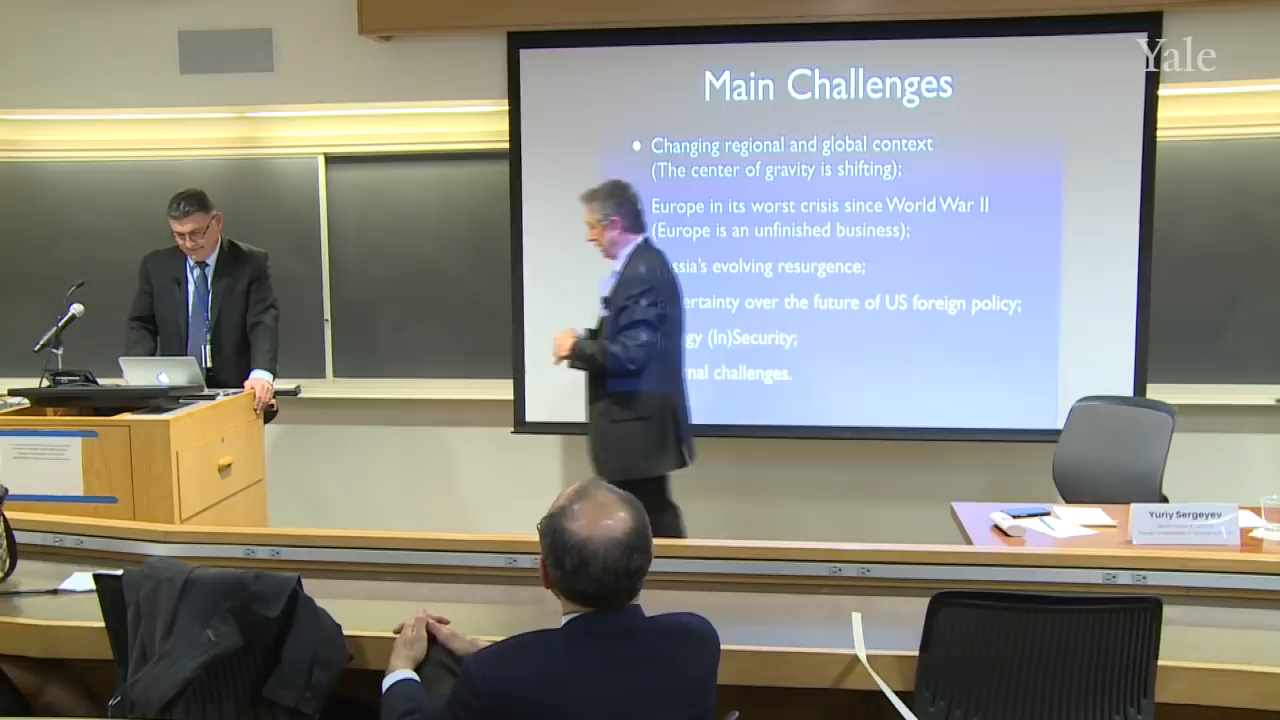 Yale
Main Challenges
Changing regional and global context
(The center of gravity is shifting);
Europe in its worst crisis since World War II
(Europe is an unfinished business);
ssia's evolving resurgence;
ertainty over the future of US foreign policy;
gy (In)Security;
nal challenges.
Yuriy Sergeyev